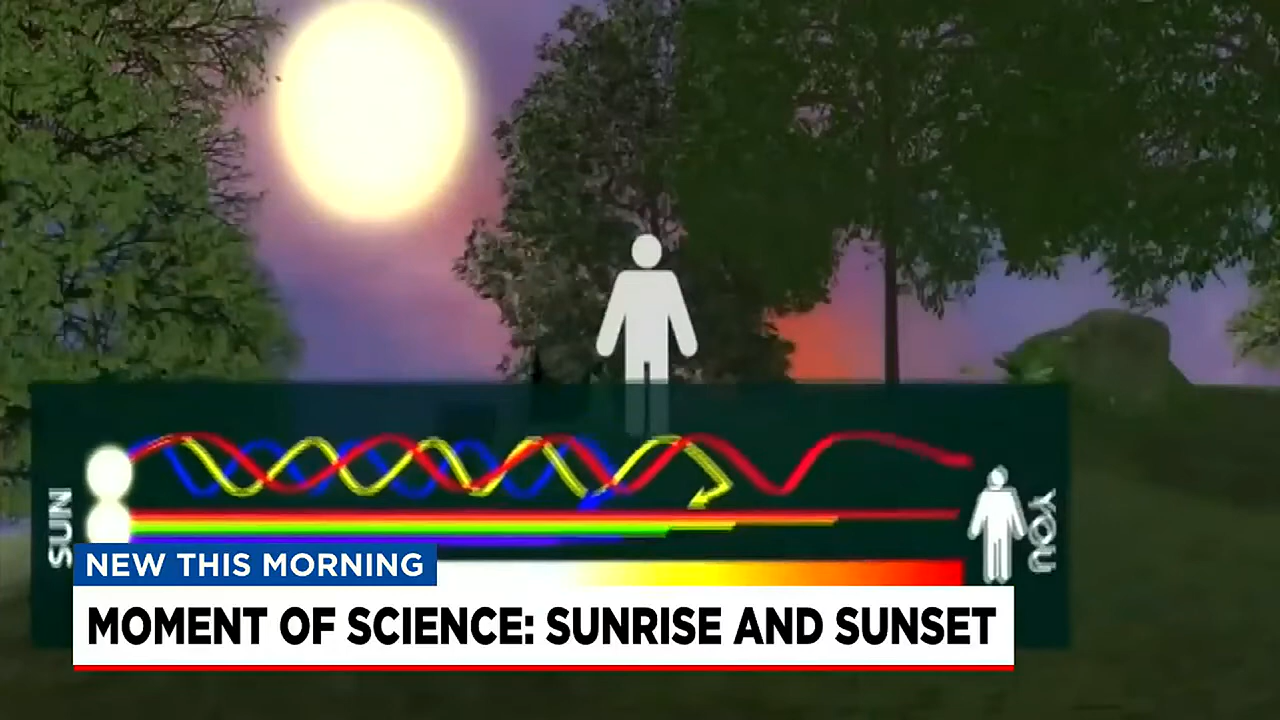 SUN
YOU
NEW THIS MORNING
MOMENT OF SCIENCE: SUNRISE AND SUNSET